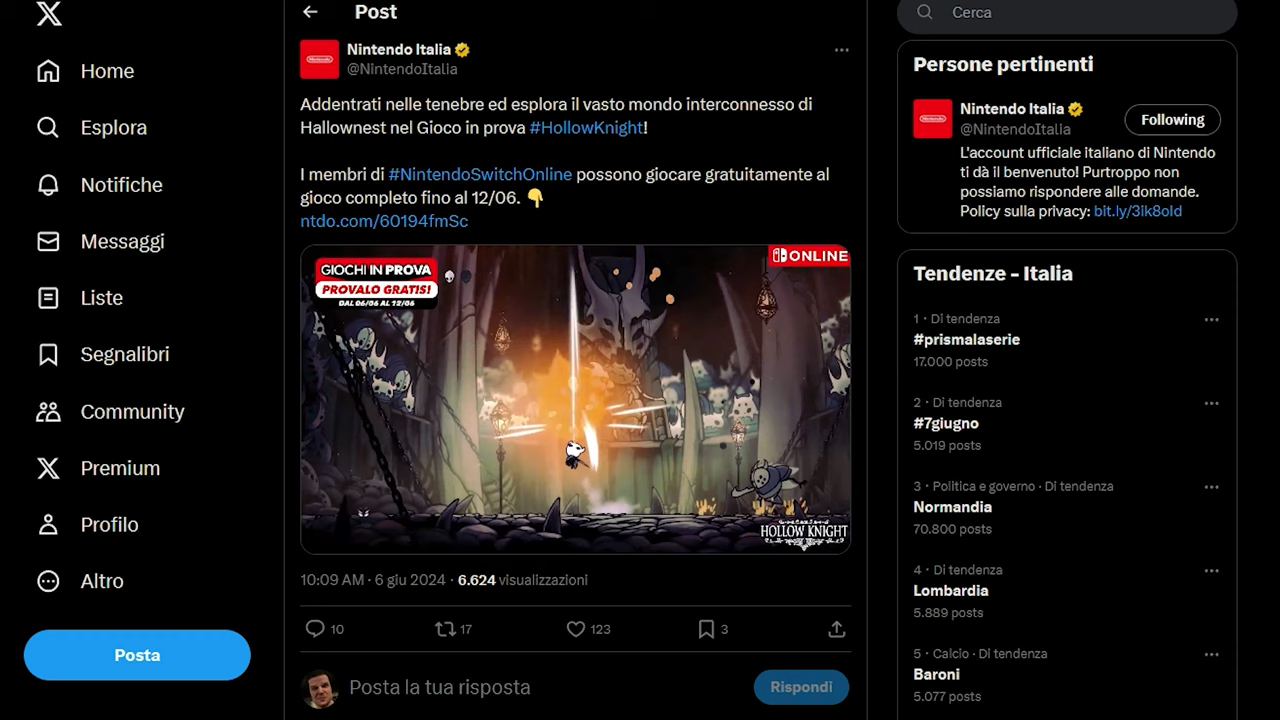 Home
Esplora
Notifiche
Messaggi
Liste
Segnalibri
Community
Premium
Profilo
Altro
Posta
Post
Nintendo Italia
@NintendoItalia
Addentrati nelle tenebre ed esplora il vasto mondo interconnesso di
Hallownest nel Gioco in prova #HollowKnight!
I membri di #NintendoSwitchOnline possono giocare gratuitamente al
gioco completo fino al 12/06. 👇
ntdo.com/60194fmSc
GIOCHI IN PROVA
PROVALO GRATIS!
DAL 06/06 AL 12/06
ONLINE
HOLLOW KNIGHT
10:09 AM · 6 giu 2024 · 6.624 visualizzazioni
10
17
123
3
Posta la tua risposta
Rispondi
Cerca
Persone pertinenti
Nintendo Italia
@NintendoItalia
Following
L'account ufficiale italiano di Nintendo
ti dà il benvenuto! Purtroppo non
possiamo rispondere alle domande.
Policy sulla privacy: bit.ly/3ik8old
Tendenze - Italia
1 · Di tendenza
#prismalaserie
17.000 posts
2 · Di tendenza
#7giugno
5.019 posts
3 · Politica e governo · Di tendenza
Normandia
70.800 posts
4 · Di tendenza
Lombardia
5.889 posts
5 · Calcio · Di tendenza
Baroni
5.077 posts